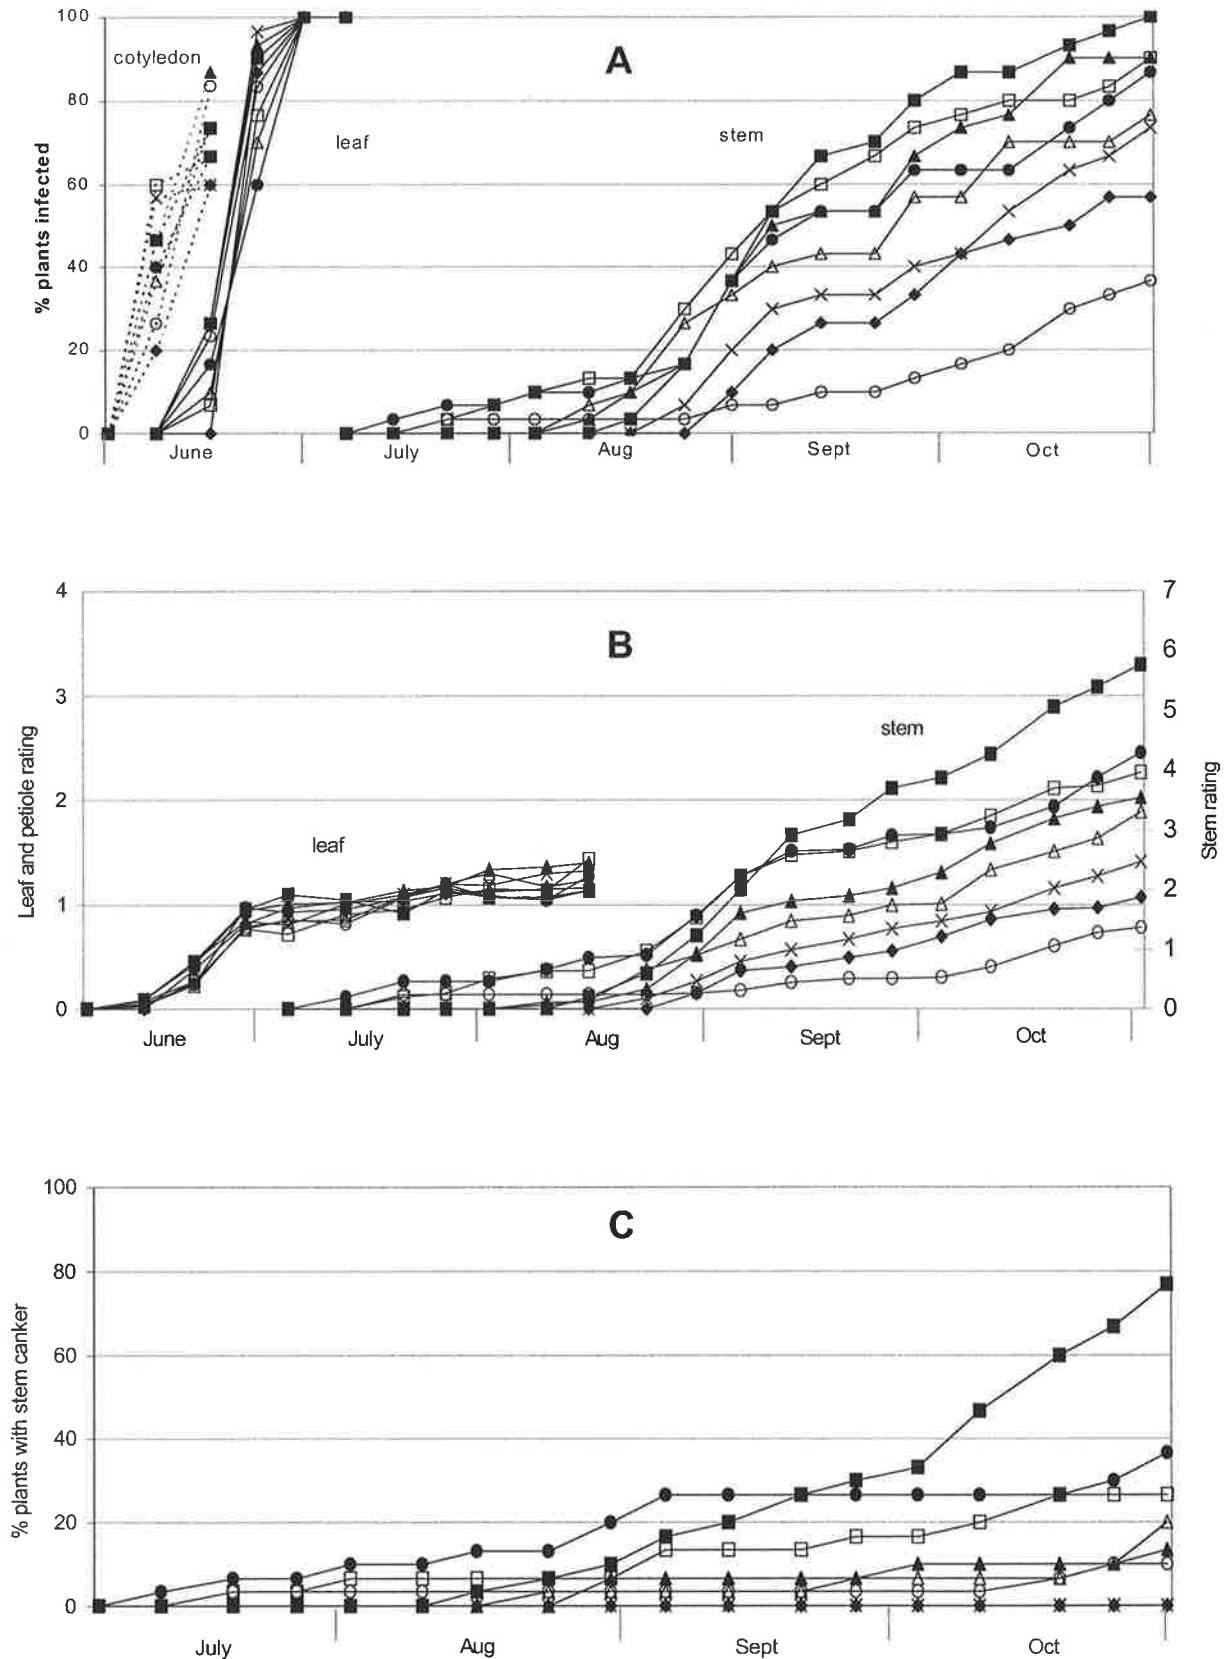 A
% plants infected
100
80
60
40
20
0
cotyledon
leaf
stem
June
July
Aug
Sept
Oct
B
Leaf and petiole rating
4
3
2
1
0
leaf
stem
7
6
5
4
3
2
1
0
Stem rating
June
July
Aug
Sept
Oct
C
% plants with stem canker
100
80
60
40
20
0
July
Aug
Sept
Oct